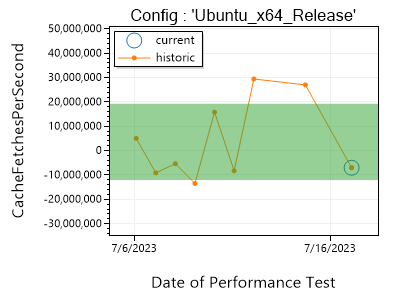 Config : 'Ubuntu_x64_Release'
current
historic
50,000,000
40,000,000
30,000,000
20,000,000
10,000,000
0
-10,000,000
-20,000,000
-30,000,000
CacheFetchesPerSecond
7/6/2023
7/16/2023
Date of Performance Test